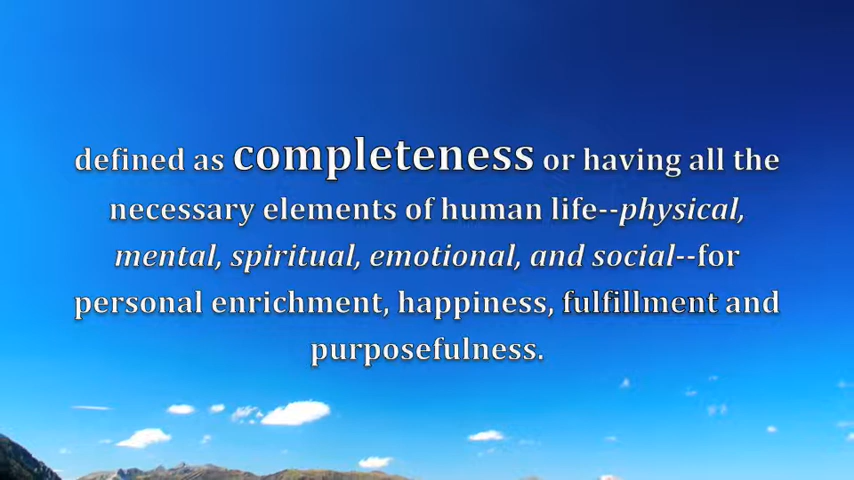 defined as completeness or having all the
necessary elements of human life--physical,
mental, spiritual, emotional, and social--for
personal enrichment, happiness, fulfillment and
purposefulness.